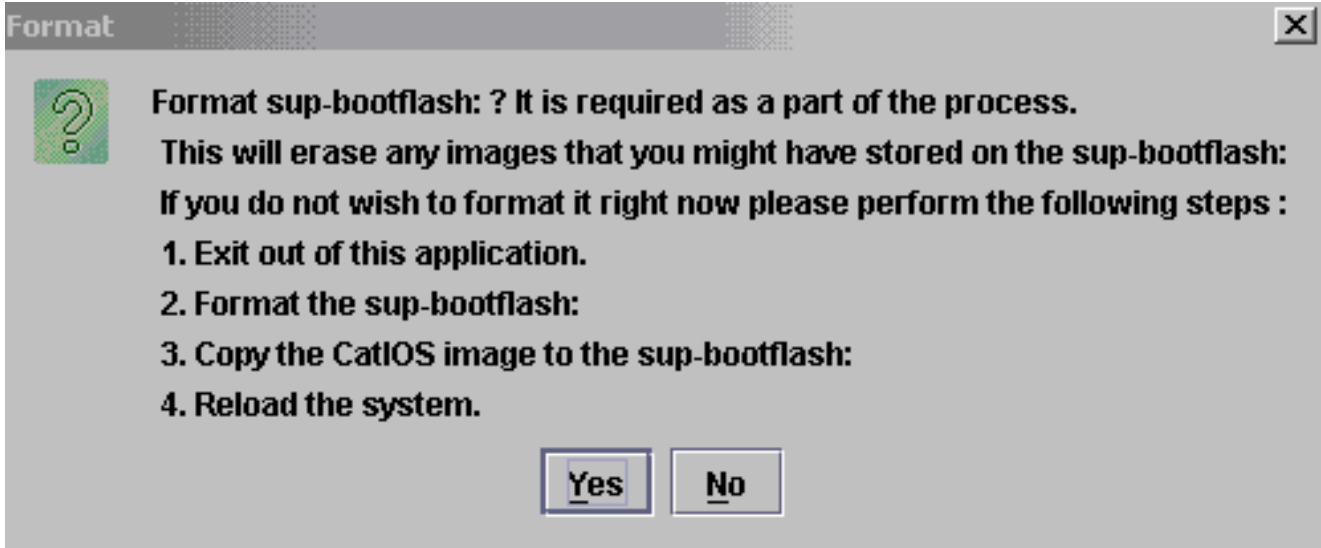 Format
Format sup-bootflash: ? It is required as a part of the process.
This will erase any images that you might have stored on the sup-bootflash:
If you do not wish to format it right now please perform the following steps :
1. Exit out of this application.
2. Format the sup-bootflash:
3. Copy the CatIOS image to the sup-bootflash:
4. Reload the system.
Yes
No